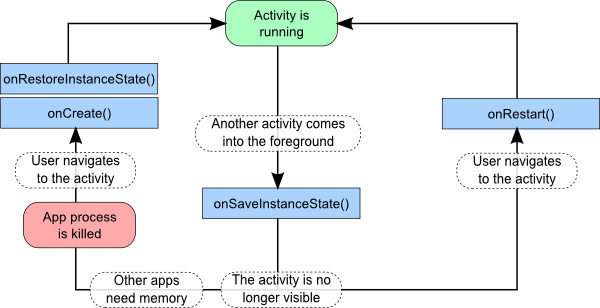 Activity is
running
onRestoreInstanceState()
onCreate()
Another activity comes
into the foreground
onRestart()
User navigates
to the activity
User navigates
to the activity
onSaveInstanceState()
App process
is killed
Other apps
need memory
The activity is no
longer visible